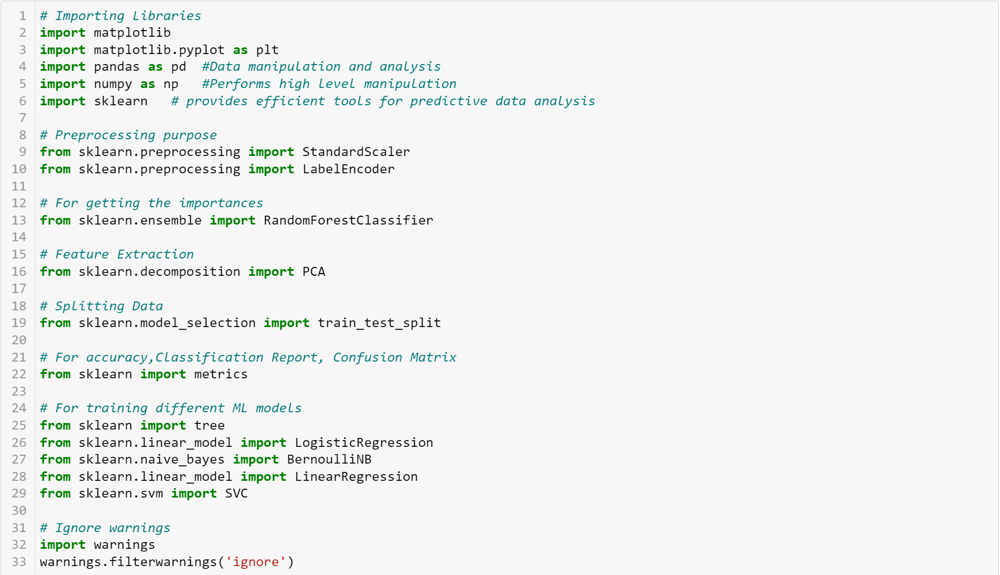 1 # Importing Libraries
2 import matplotlib
3 import matplotlib.pyplot as plt
4 import pandas as pd  #Data manipulation and analysis
5 import numpy as np   #Performs high level manipulation
6 import sklearn   # provides efficient tools for predictive data analysis
7
8 # Preprocessing purpose
9 from sklearn.preprocessing import StandardScaler
10 from sklearn.preprocessing import LabelEncoder
11
12 # For getting the importances
13 from sklearn.ensemble import RandomForestClassifier
14
15 # Feature Extraction
16 from sklearn.decomposition import PCA
17
18 # Splitting Data
19 from sklearn.model_selection import train_test_split
20
21 # For accuracy,Classification Report, Confusion Matrix
22 from sklearn import metrics
23
24 # For training different ML models
25 from sklearn import tree
26 from sklearn.linear_model import LogisticRegression
27 from sklearn.naive_bayes import BernoulliNB
28 from sklearn.linear_model import LinearRegression
29 from sklearn.svm import SVC
30
31 # Ignore warnings
32 import warnings
33 warnings.filterwarnings('ignore')